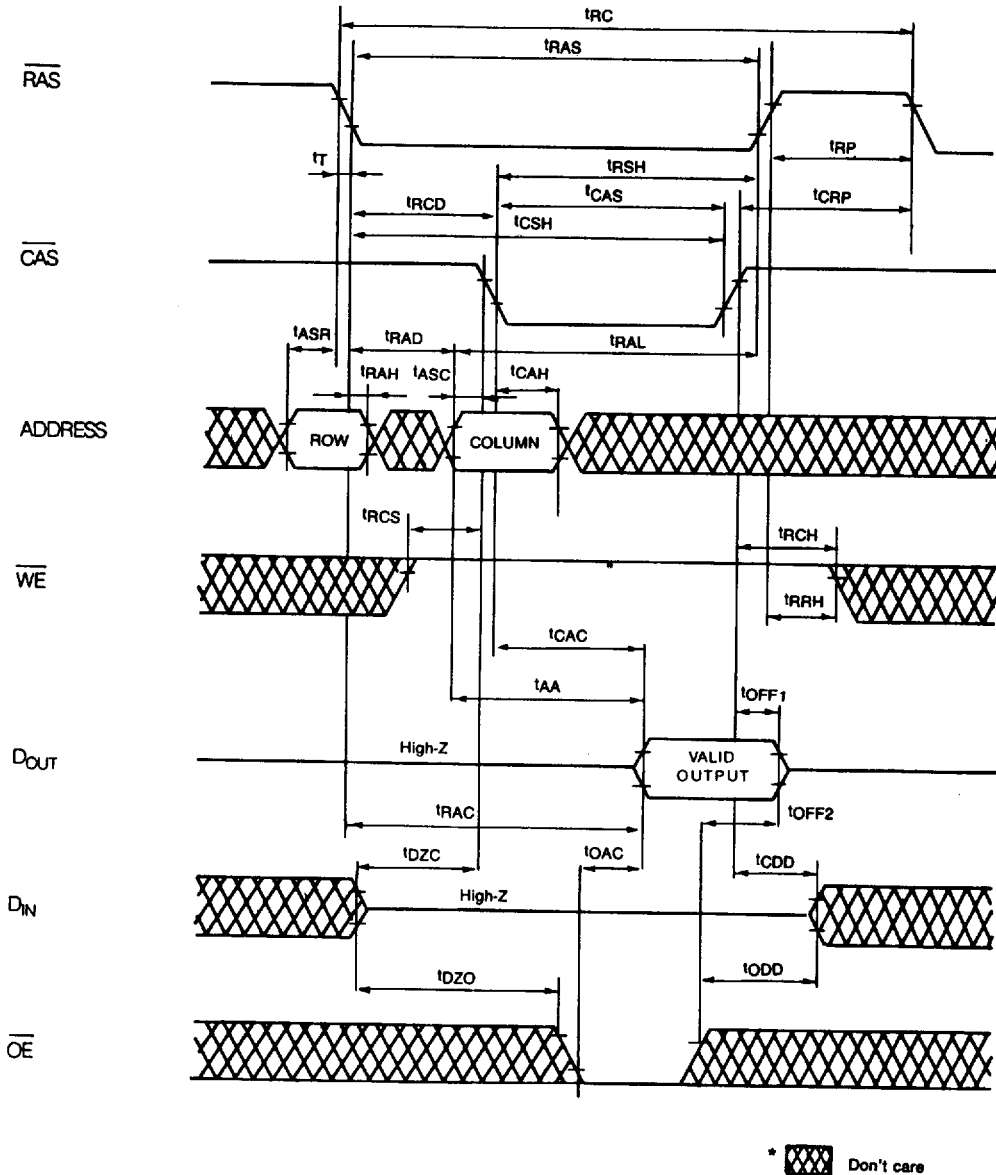 tRC
tRAS
RAS
tT
tRP
tRSH
tCAS
tRCD
tCRP
tCSH
CAS
tASR
tRAD
tRAL
tRAH
tASC
tCAH
ADDRESS
ROW
COLUMN
tRCS
tRCH
WE
tRRH
tCAC
tAA
tOFF1
High-Z
DOUT
VALID
OUTPUT
tRAC
tOFF2
tDZC
tOAC
tCDD
DIN
High-Z
tDZO
tODD
OE
* Don't care